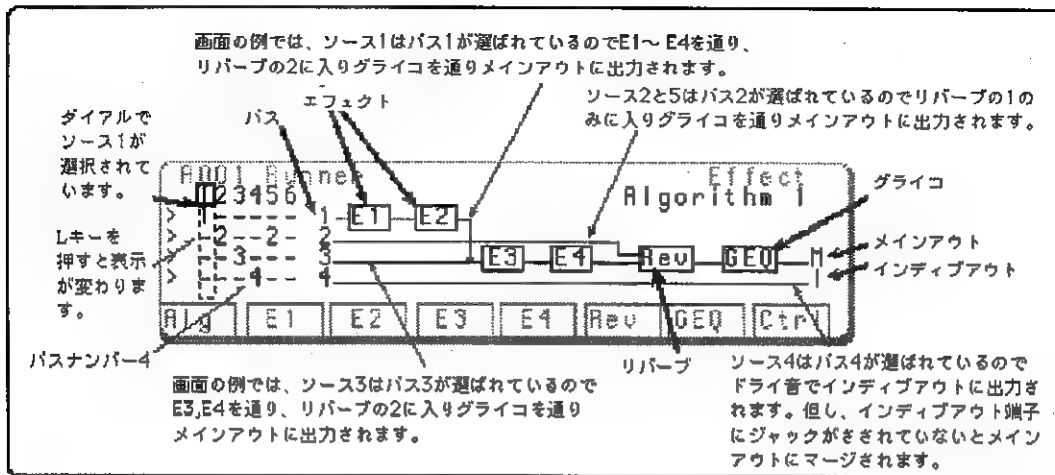 画面の例では、ソース1はバス1が選ばれているのでE1～E4を通り、
リバーブの2に入りグライコを通りメインアウトに出力されます。
エフェクト
バス
ソース2と5はバス2が選ばれているのでリバーブの1の
みに入りグライコを通りメインアウトに出力されます。
ダイアルで
ソース1が
選択されて
います。
グライコ
Effect
Algorithm 1
123456
1 E1 E2
> -2--2- 2
> --3--- 3 E3 E4 Rev GEQ M
> ---4-- 4 I
メインアウト
インディブアウト
Lキーを
押すと表示
が変わりま
す。
Alg E1 E2 E3 E4 Rev GEQ Ctrl
バスナンバー4
リバーブ
画面の例では、ソース3はバス3が選ばれているので
E3,E4を通り、リバーブの2に入りグライコを通り
メインアウトに出力されます。
ソース4はバス4が選ばれているので
ドライ音でインディブアウトに出力さ
れます。但し、インディブアウト端子
にジャックがさされていないとメイン
アウトにマージされます。